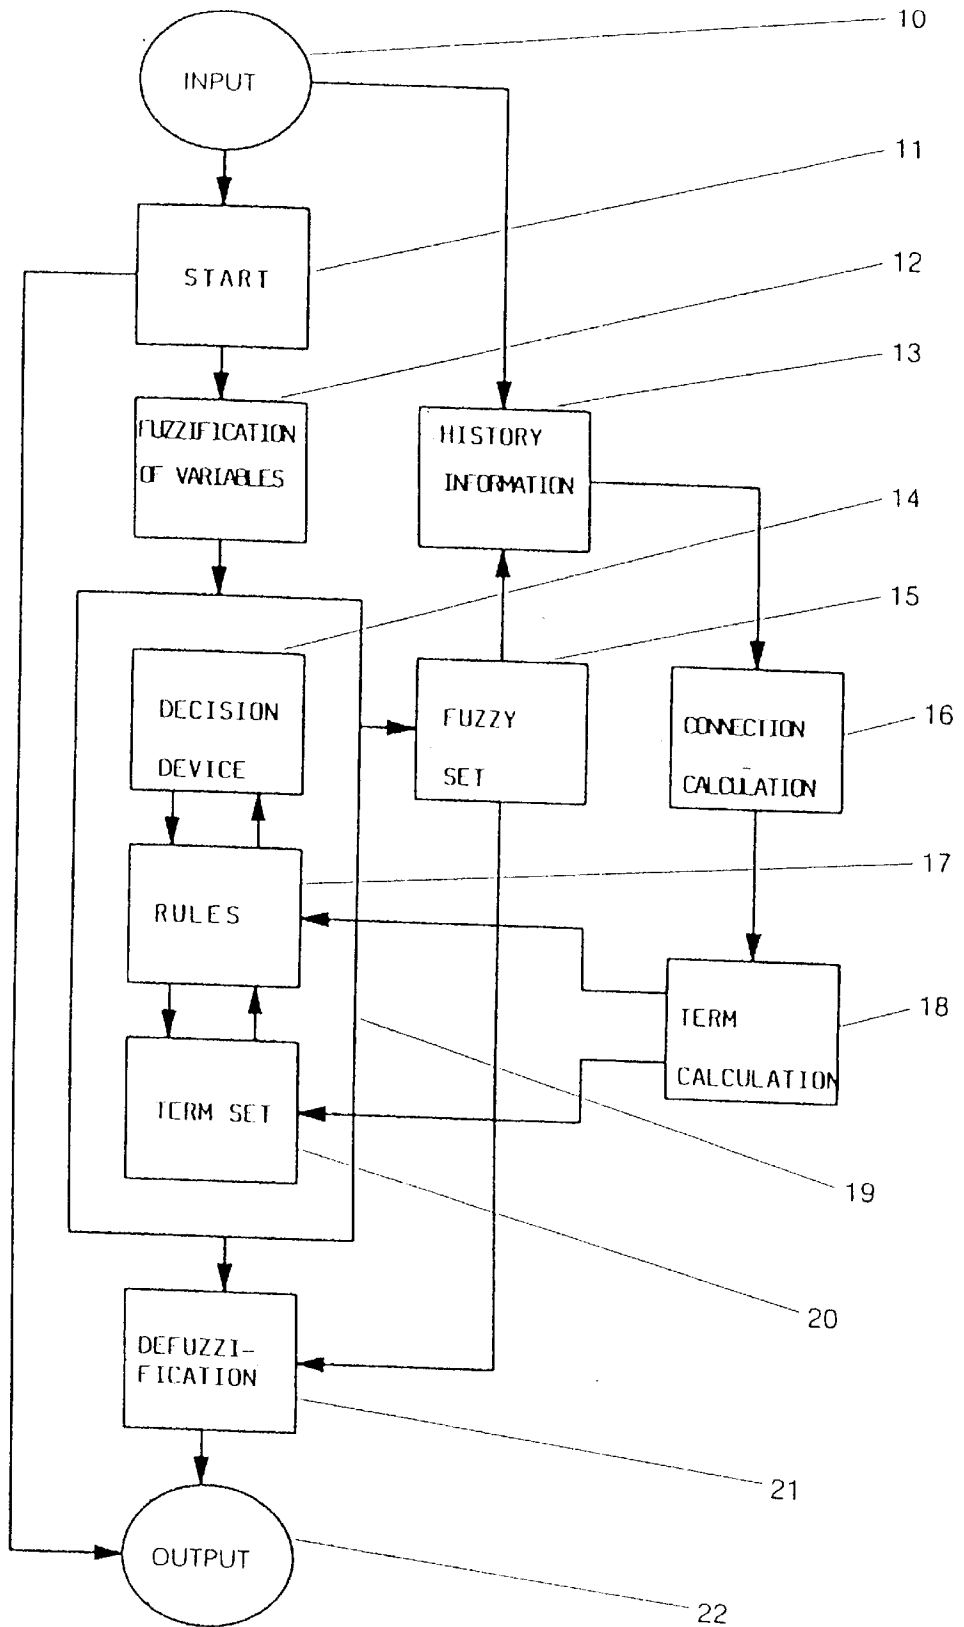 10
INPUT
11
START
12
13
FUZZIFICATION
OF VARIABLES
HISTORY
INFORMATION
14
15
DECISION
DEVICE
FUZZY
SET
16
CONNECTION
CALCULATION
17
RULES
18
TERM
CALCULATION
TERM SET
19
20
DEFUZZI-
FICATION
21
OUTPUT
22